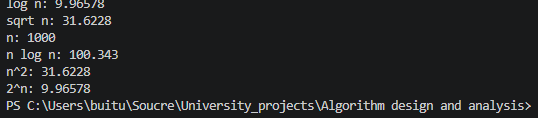 log n: 9.96578
sqrt n: 31.6228
n: 1000
n log n: 100.343
n^2: 31.6228
2^n: 9.96578
PS C:\Users\buitu\Soucre\University_projects\Algorithm design and analysis>